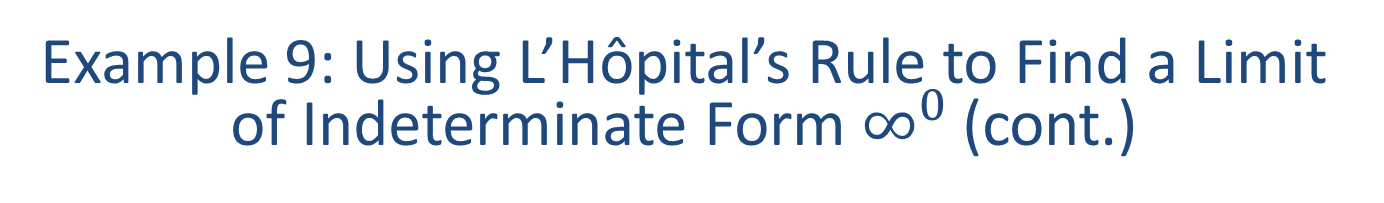 Example 9: Using L’Hôpital’s Rule to Find a Limit
of Indeterminate Form ∞⁰ (cont.)